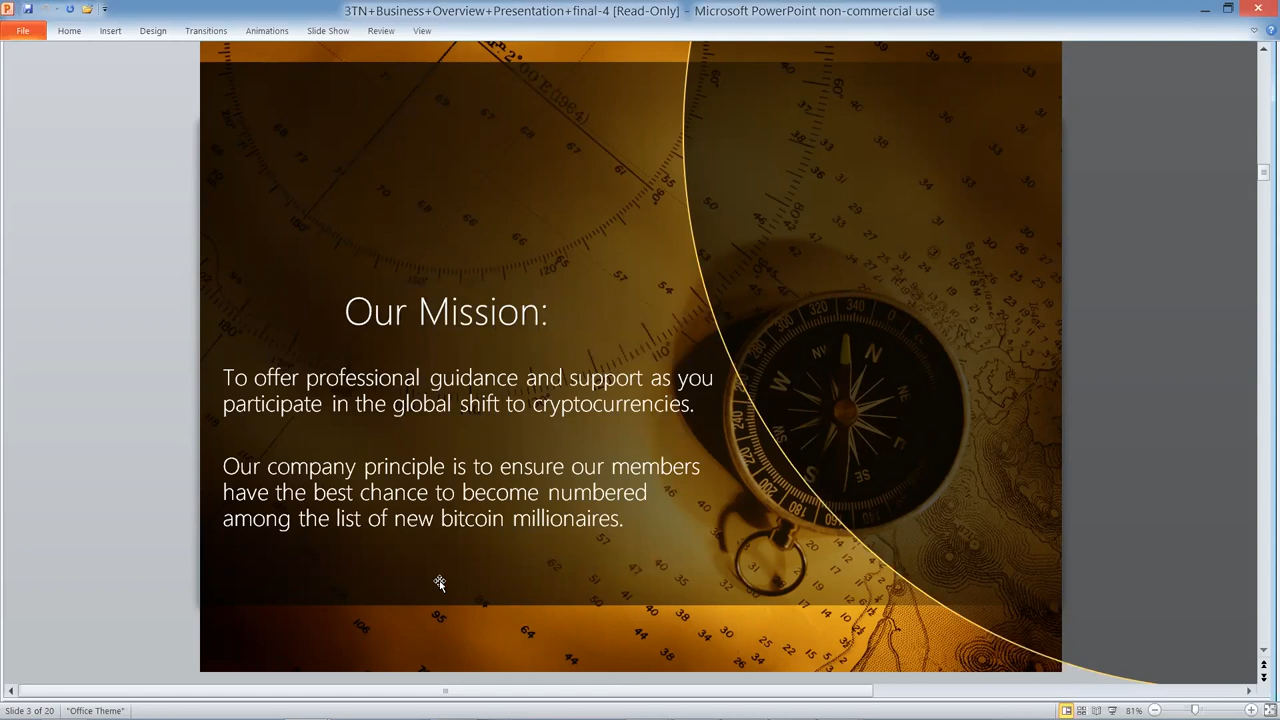 3TN+Business+Overview+Presentation+final-4 [Read-Only] - Microsoft PowerPoint non-commercial use
File Home Insert Design Transitions Animations Slide Show Review View
Our Mission:
To offer professional guidance and support as you
participate in the global shift to cryptocurrencies.
Our company principle is to ensure our members
have the best chance to become numbered
among the list of new bitcoin millionaires.
Slide 3 of 20 "Office Theme" 81%